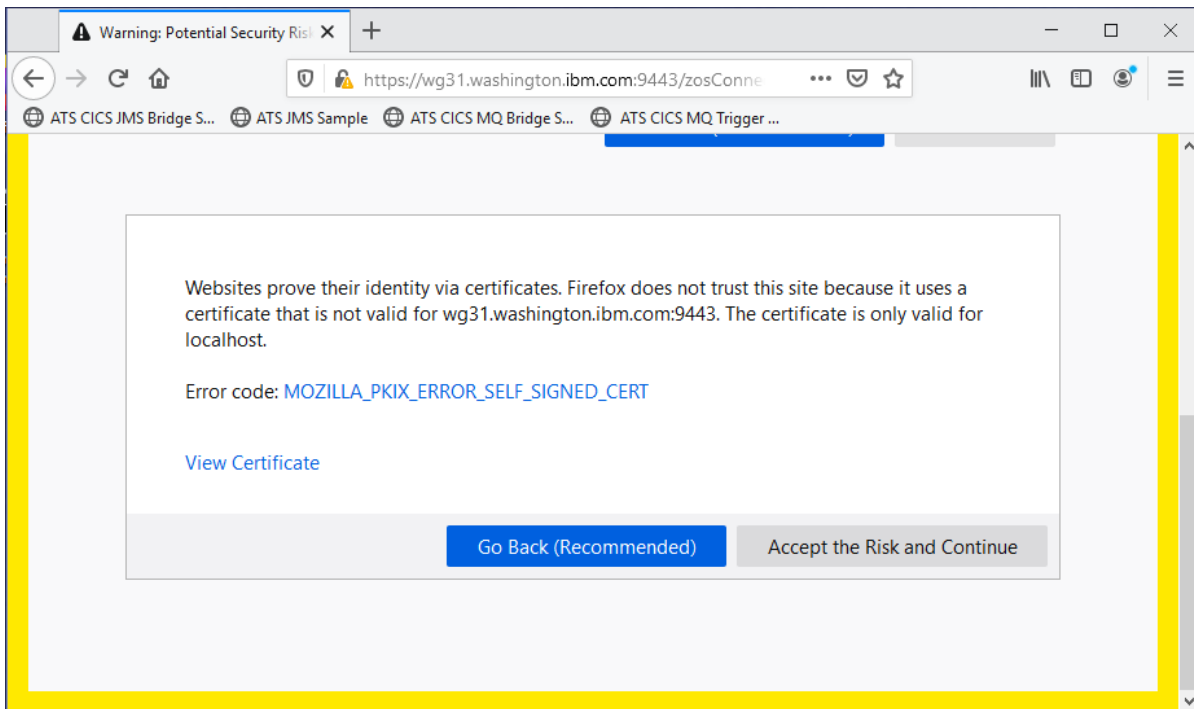 Warning: Potential Security Ris
https://wg31.washington.ibm.com:9443/zosConne
ATS CICS JMS Bridge S... ATS JMS Sample ATS CICS MQ Bridge S... ATS CICS MQ Trigger ...
Websites prove their identity via certificates. Firefox does not trust this site because it uses a
certificate that is not valid for wg31.washington.ibm.com:9443. The certificate is only valid for
localhost.
Error code: MOZILLA_PKIX_ERROR_SELF_SIGNED_CERT
View Certificate
Go Back (Recommended) Accept the Risk and Continue